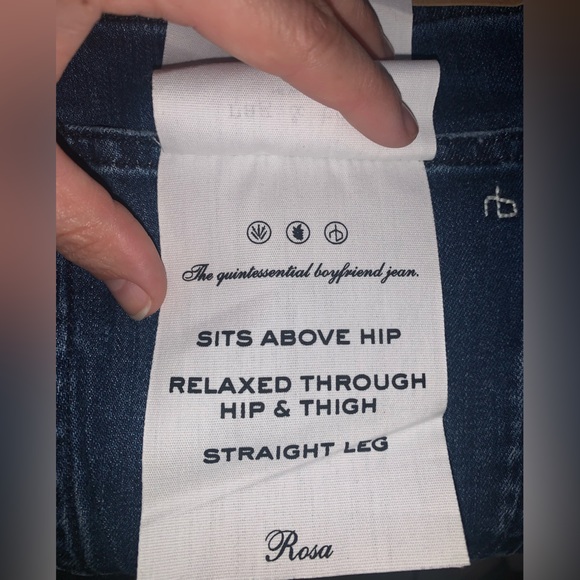 The quintessential boyfriend jean.
SITS ABOVE HIP
RELAXED THROUGH
HIP & THIGH
STRAIGHT LEG
Rosa